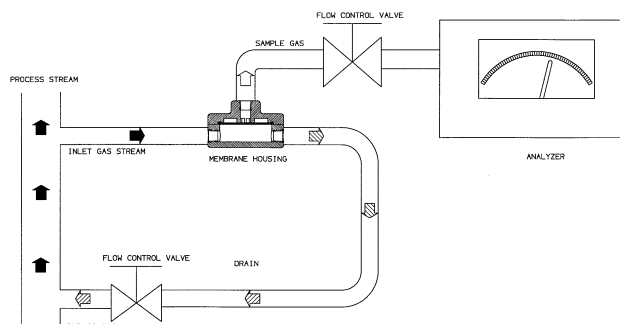 FLOW CONTROL VALVE
SAMPLE GAS
PROCESS STREAM
INLET GAS STREAM
MEMBRANE HOUSING
ANALYZER
FLOW CONTROL VALVE
DRAIN